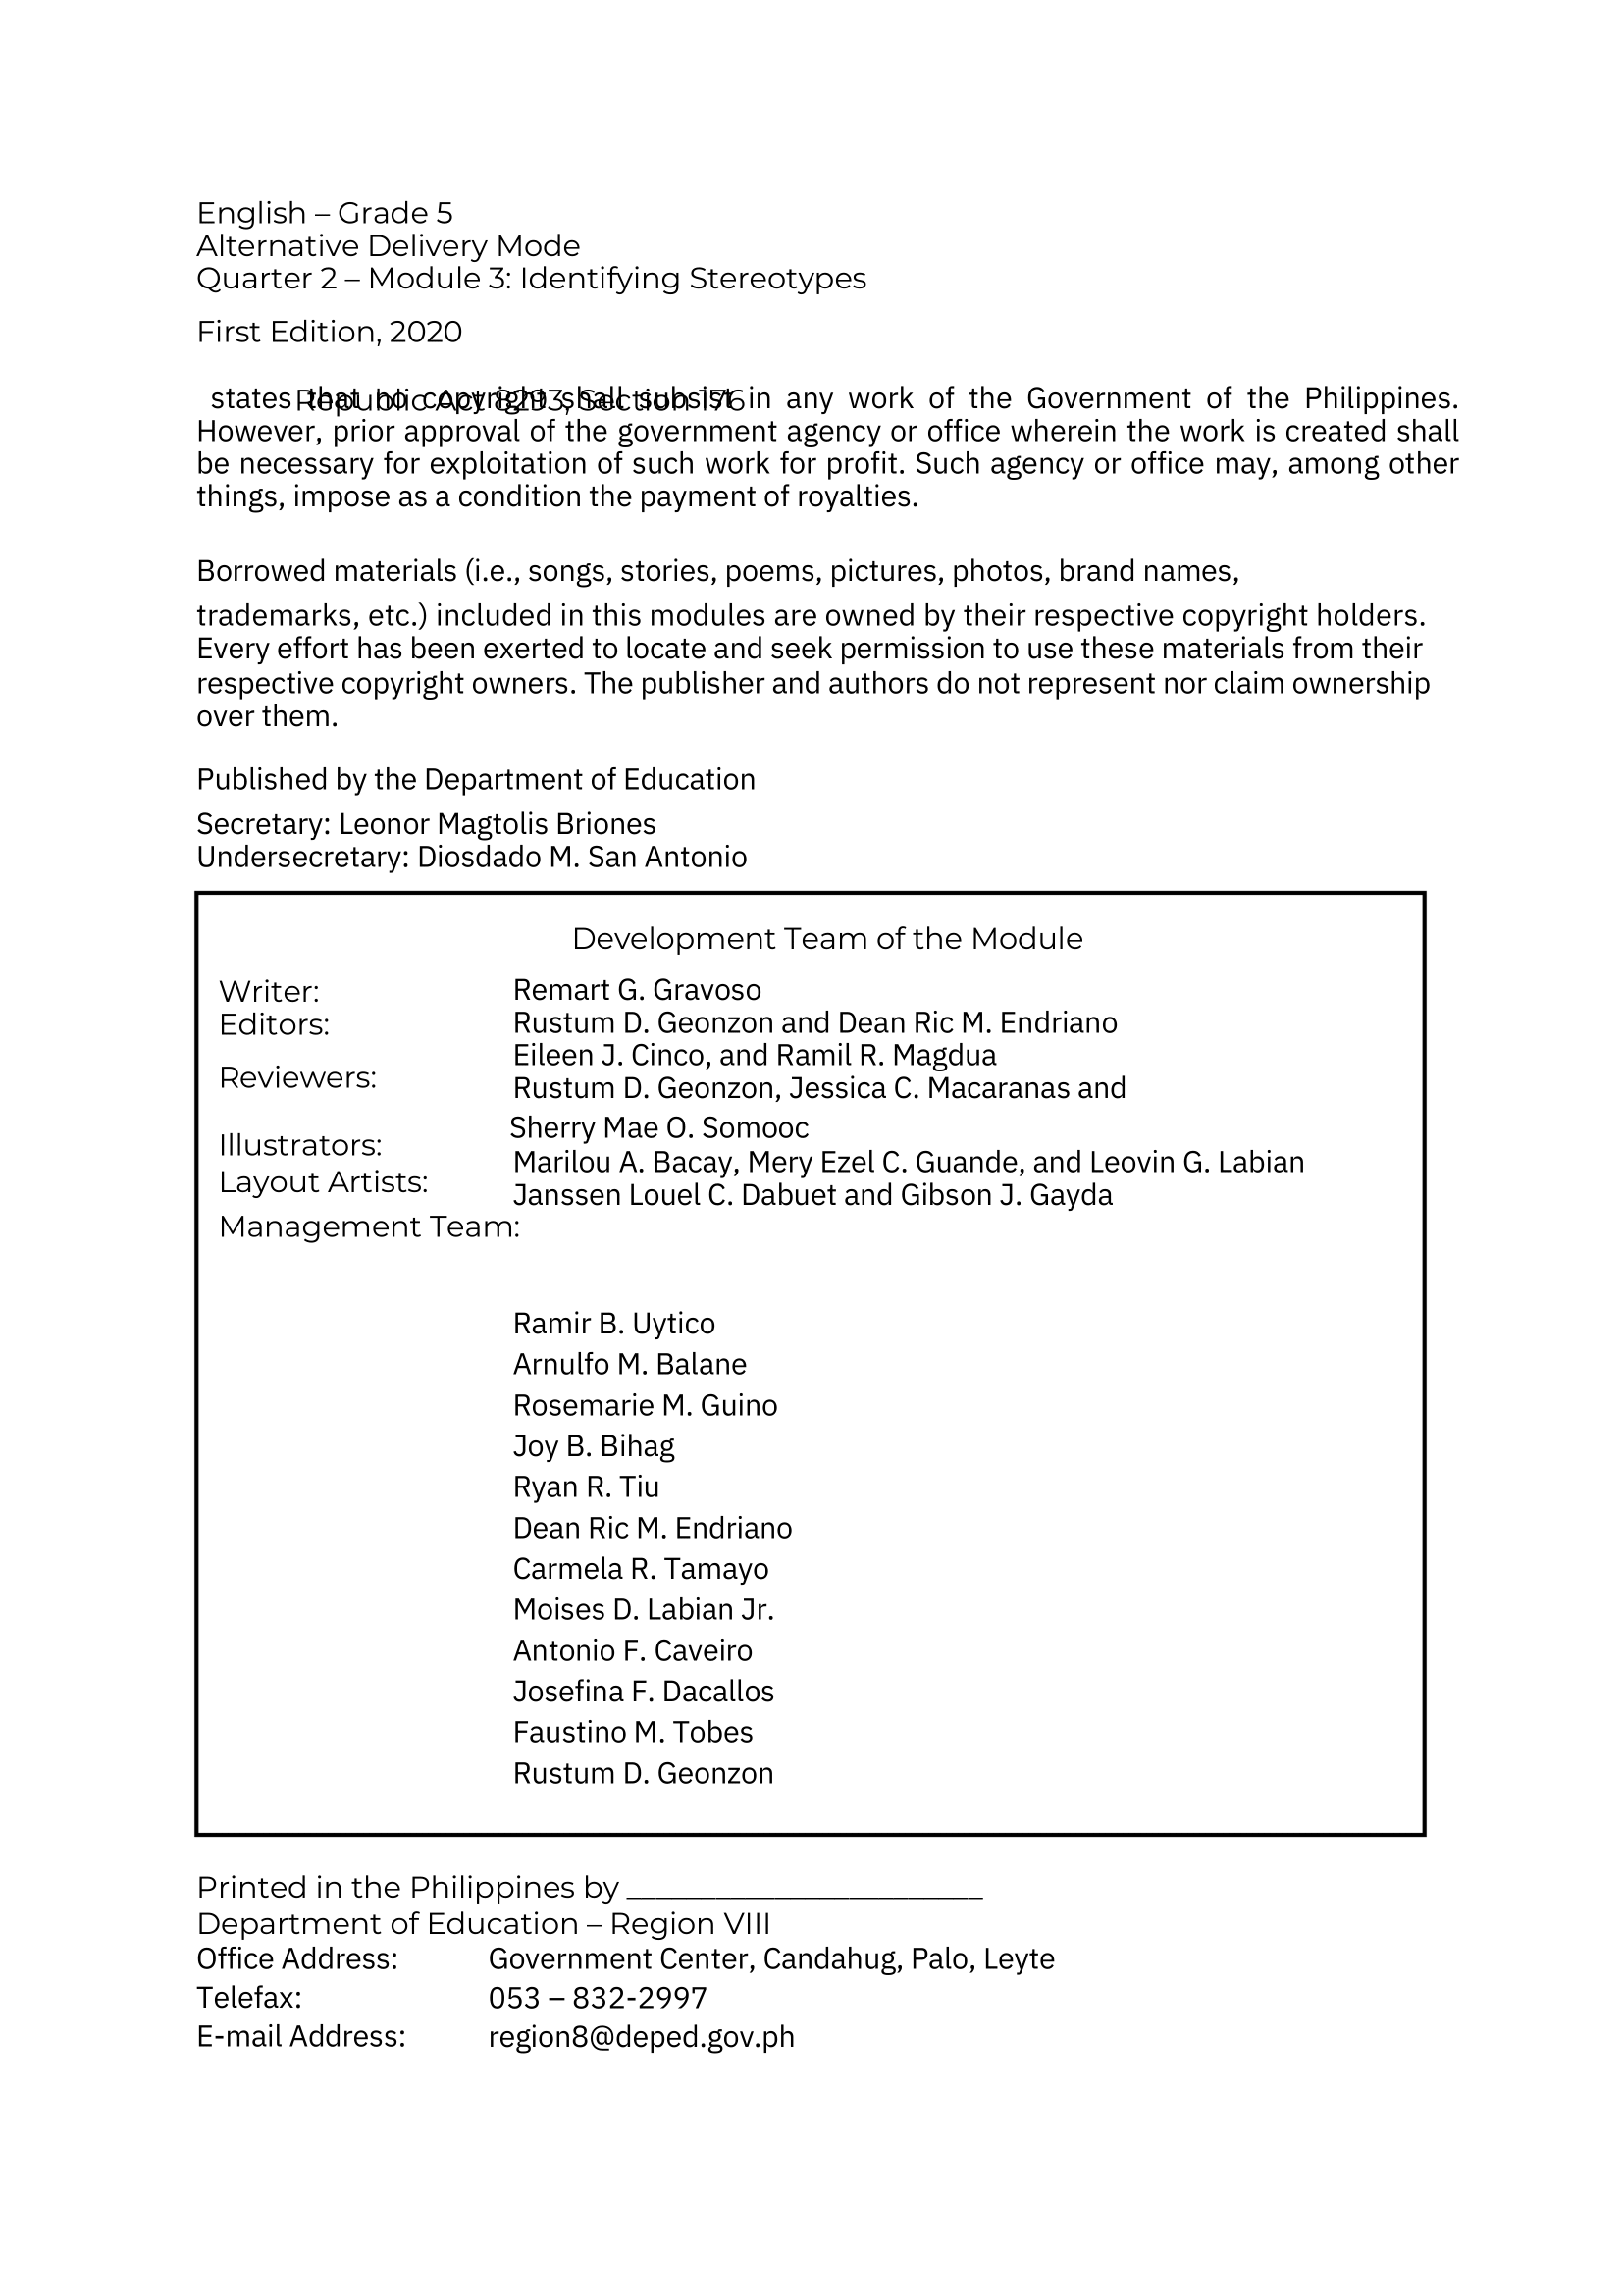 English – Grade 5
Alternative Delivery Mode
Quarter 2 – Module 3: Identifying Stereotypes
First Edition, 2020
Republic Act 8293, Section 176
states that no copyright shall subsist in any work of the Government of the Philippines.
However, prior approval of the government agency or office wherein the work is created shall
be necessary for exploitation of such work for profit. Such agency or office may, among other
things, impose as a condition the payment of royalties.
Borrowed materials (i.e., songs, stories, poems, pictures, photos, brand names,
trademarks, etc.) included in this modules are owned by their respective copyright holders.
Every effort has been exerted to locate and seek permission to use these materials from their
respective copyright owners. The publisher and authors do not represent nor claim ownership
over them.
Published by the Department of Education
Secretary: Leonor Magtolis Briones
Undersecretary: Diosdado M. San Antonio
Development Team of the Module
Writer: Remart G. Gravoso
Editors: Rustum D. Geonzon and Dean Ric M. Endriano
Eileen J. Cinco, and Ramil R. Magdua
Reviewers: Rustum D. Geonzon, Jessica C. Macaranas and
Sherry Mae O. Somooc
Illustrators: Marilou A. Bacay, Mery Ezel C. Guande, and Leovin G. Labian
Layout Artists: Janssen Louel C. Dabuet and Gibson J. Gayda
Management Team:
Ramir B. Uytico
Arnulfo M. Balane
Rosemarie M. Guino
Joy B. Bihag
Ryan R. Tiu
Dean Ric M. Endriano
Carmela R. Tamayo
Moises D. Labian Jr.
Antonio F. Caveiro
Josefina F. Dacallos
Faustino M. Tobes
Rustum D. Geonzon
Printed in the Philippines by ________________________
Department of Education – Region VIII
Office Address: Government Center, Candahug, Palo, Leyte
Telefax: 053 – 832-2997
E-mail Address: region8@deped.gov.ph